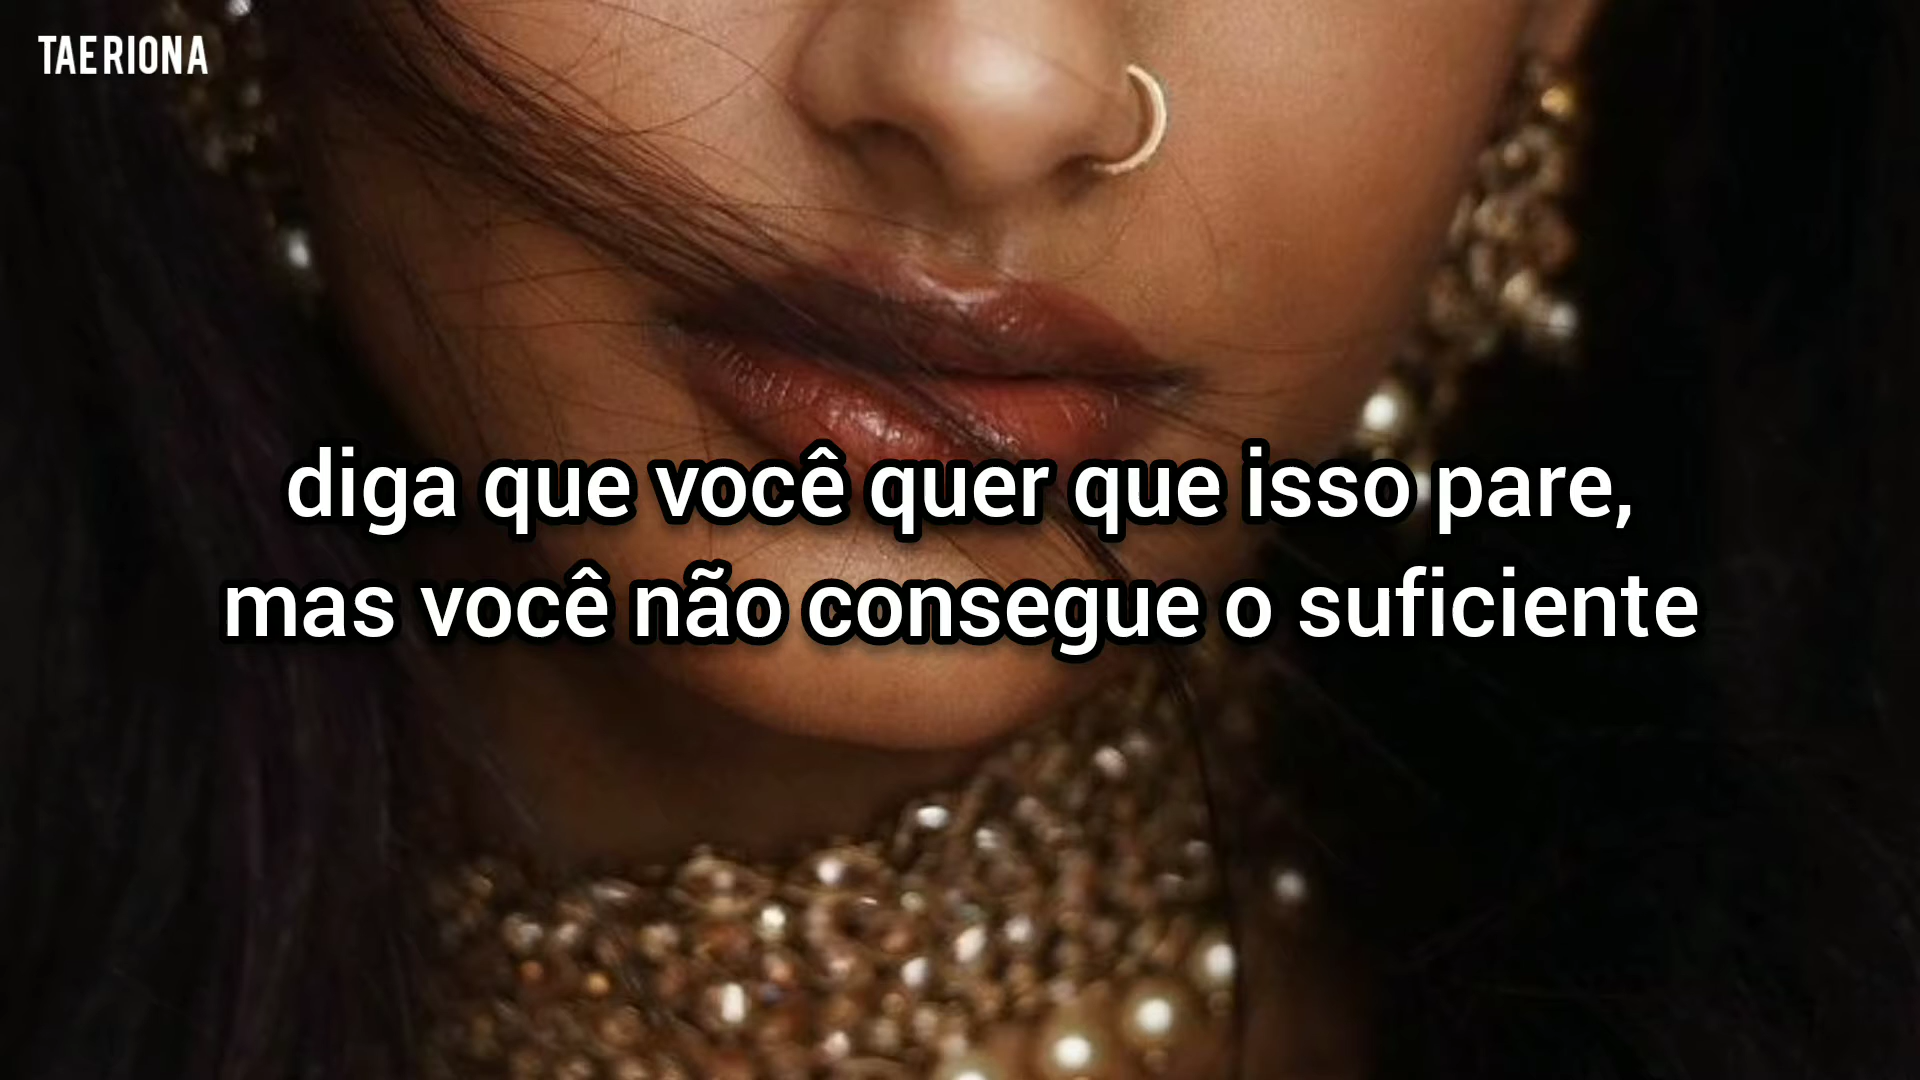 TAERIONA
diga que você quer que isso pare,
mas você não consegue o suficiente